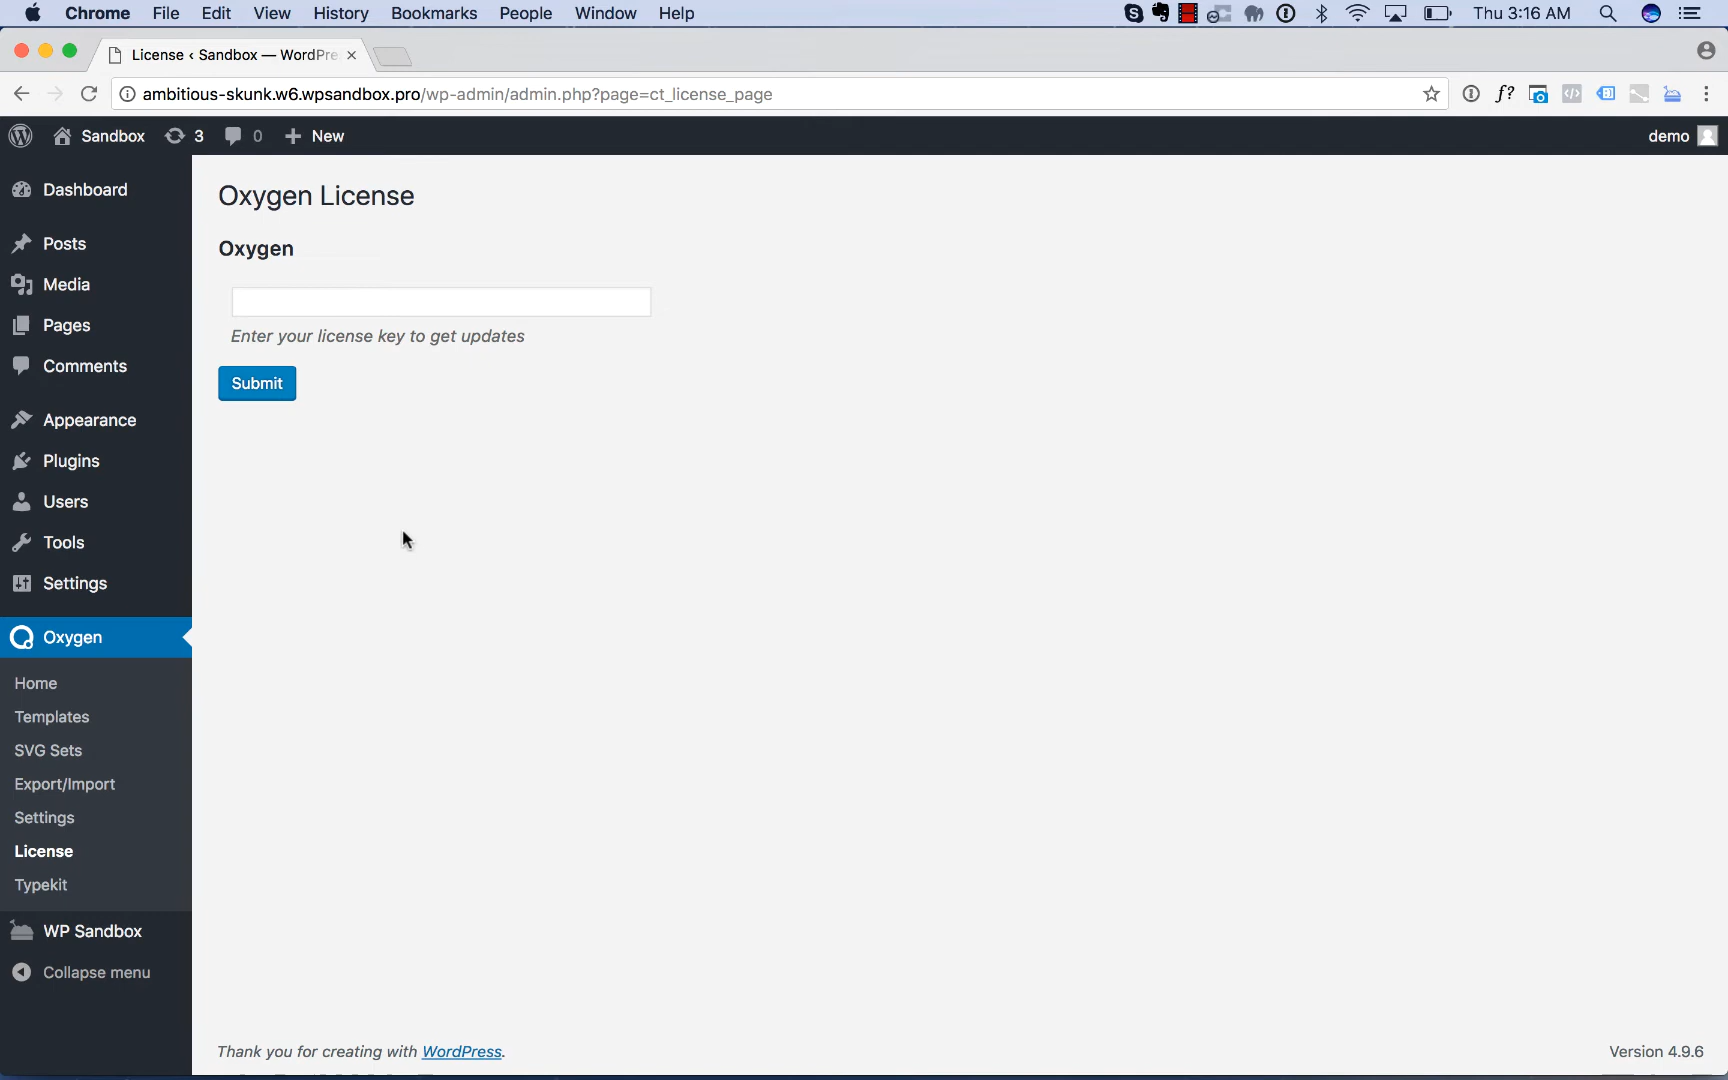 Chrome File Edit View History Bookmarks People Window Help Thu 3:16 AM
License ‹ Sandbox — WordPre
ambitious-skunk.w6.wpsandbox.pro/wp-admin/admin.php?page=ct_license_page f?
Sandbox 3 0 New demo
Dashboard
Posts
Media
Pages
Comments
Appearance
Plugins
Users
Tools
Settings
Oxygen
Home
Templates
SVG Sets
Export/Import
Settings
License
Typekit
WP Sandbox
Collapse menu
Oxygen License
Oxygen
Enter your license key to get updates
Submit
Thank you for creating with WordPress.
Version 4.9.6